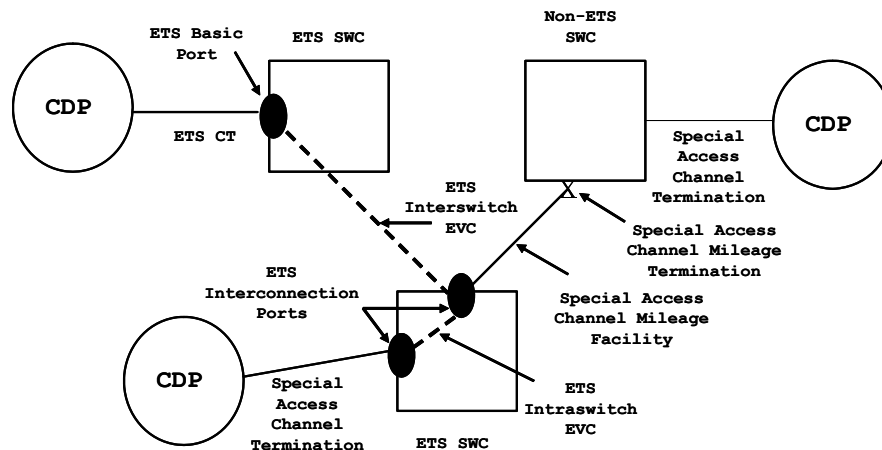 Non-ETS
SWC
ETS Basic
Port
ETS SWC
CDP
CDP
ETS CT
Special
Access
Channel
Termination
ETS
Interswitch
EVC
X
Special Access
Channel Mileage
Termination
ETS
Interconnection
Ports
Special Access
Channel Mileage
Facility
CDP
Special
Access
Channel
Termination
ETS
Intraswitch
EVC
ETS SWC